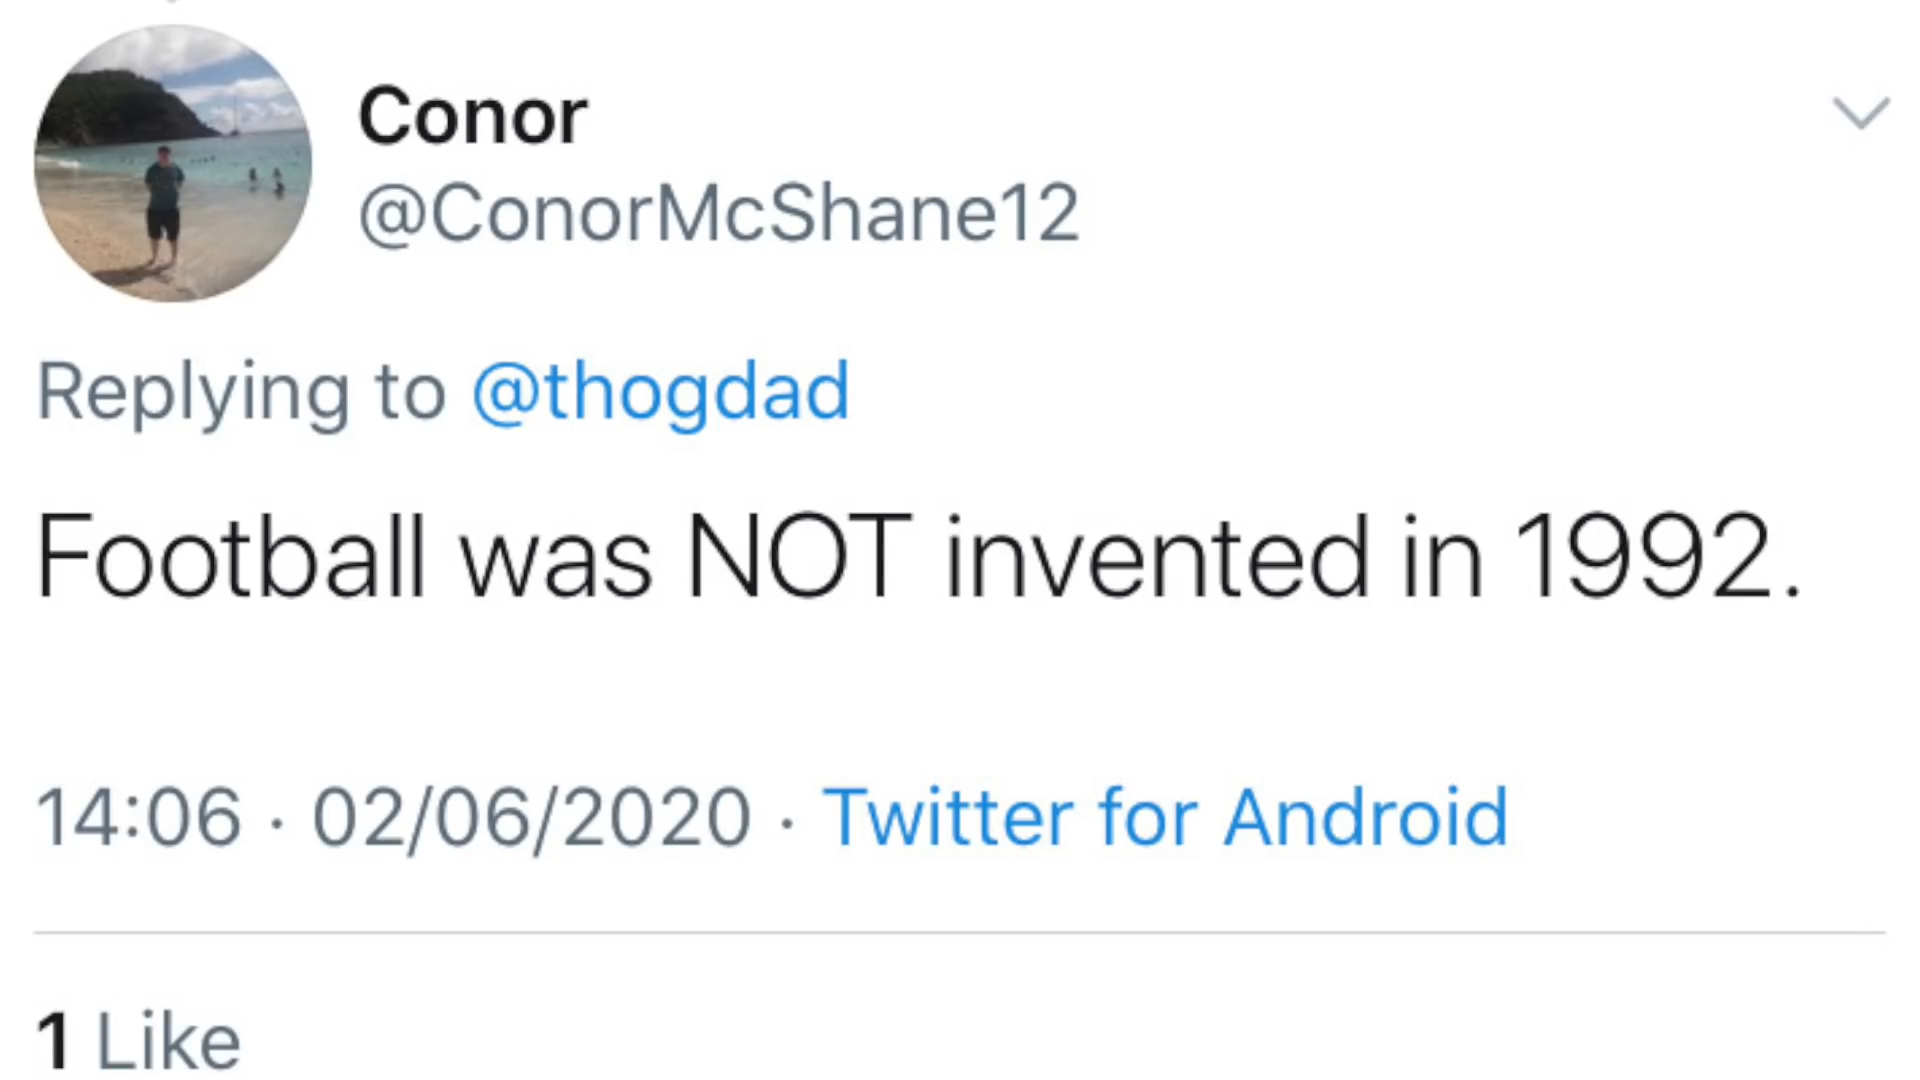 Conor
@ConorMcShane12
Replying to @thogdad
Football was NOT invented in 1992.
14:06 · 02/06/2020 · Twitter for Android
1 Like